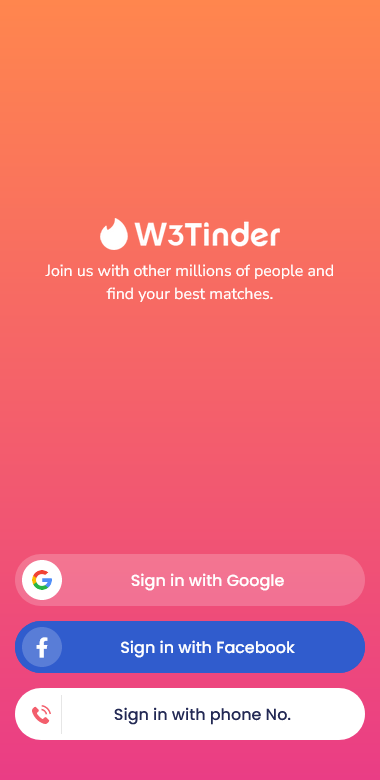 W3Tinder
Join us with other millions of people and
find your best matches.
Sign in with Google
Sign in with Facebook
Sign in with phone No.